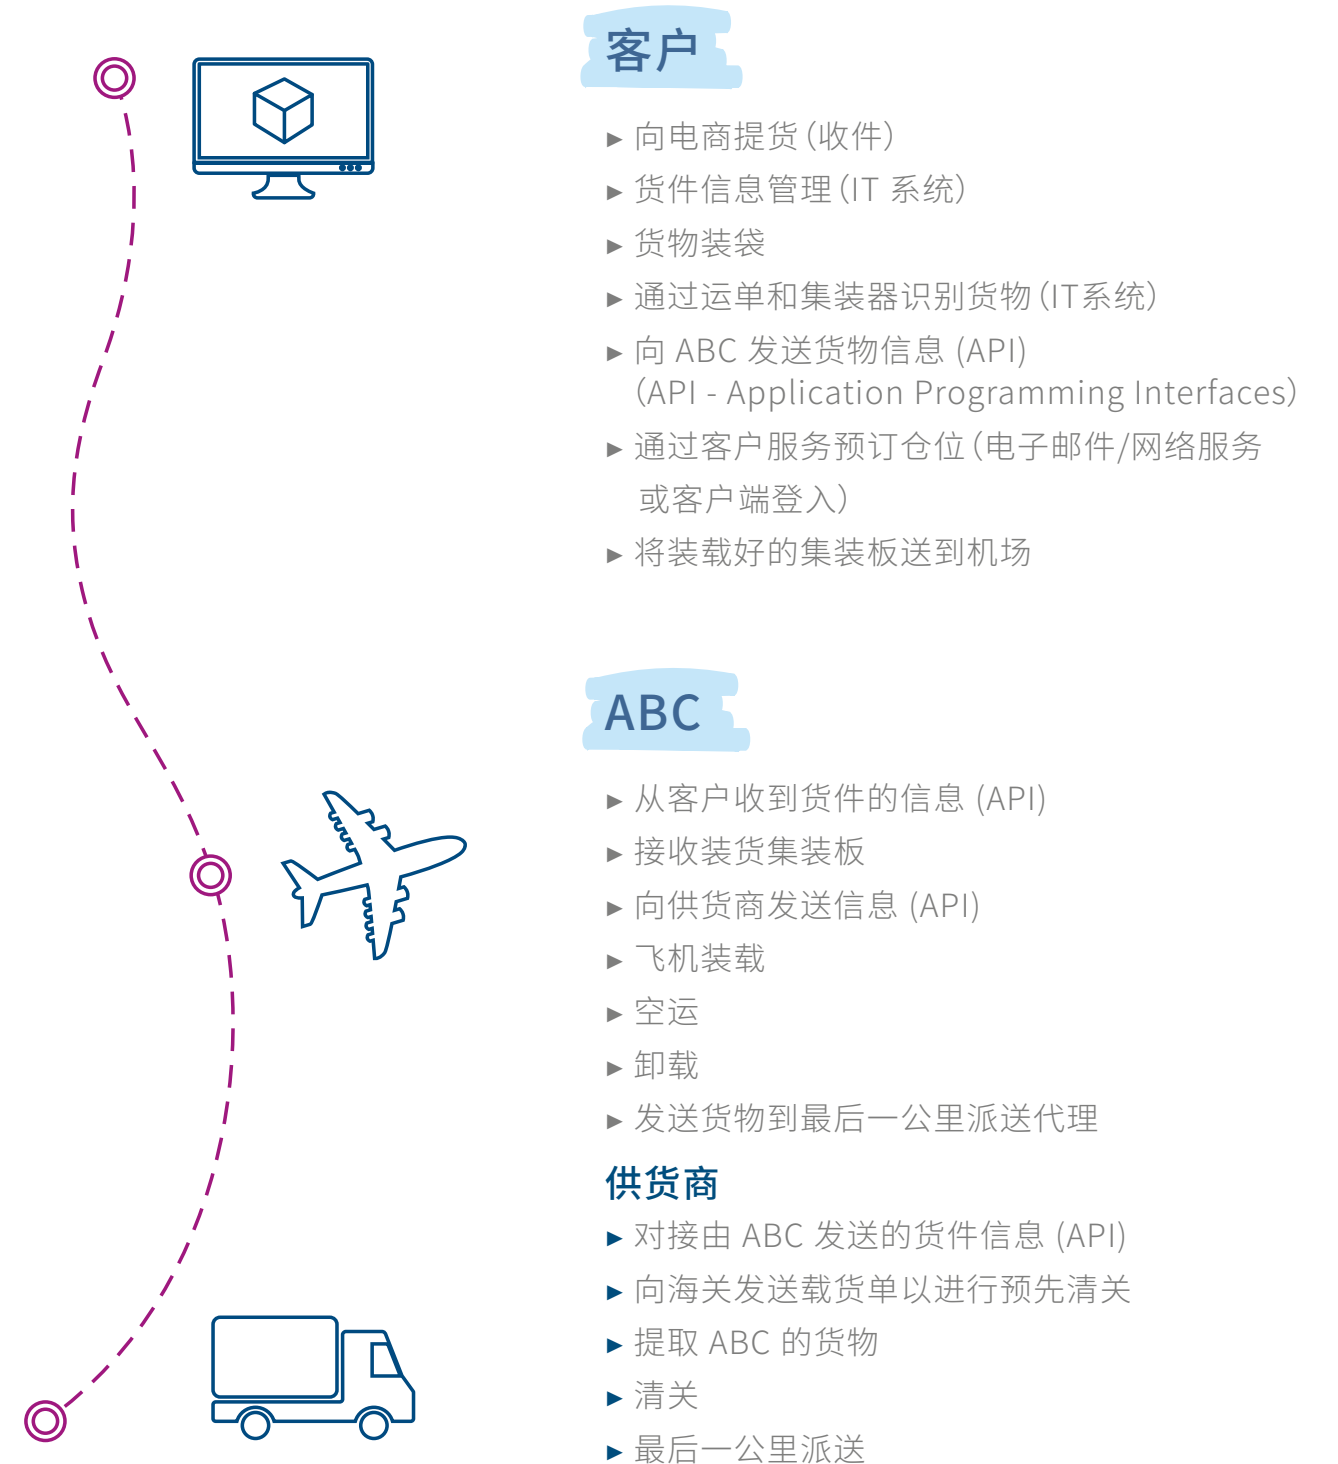 客户
▸ 向电商提货（收件）
▸ 货件信息管理（IT 系统）
▸ 货物装袋
▸ 通过运单和集装器识别货物（IT系统）
▸ 向 ABC 发送货物信息 (API)
（API - Application Programming Interfaces）
▸ 通过客户服务预订仓位（电子邮件/网络服务
或客户端登入）
▸ 将装载好的集装板送到机场
ABC
▸ 从客户收到货件的信息 (API)
▸ 接收装货集装板
▸ 向供货商发送信息 (API)
▸ 飞机装载
▸ 空运
▸ 卸载
▸ 发送货物到最后一公里派送代理
供货商
▸ 对接由 ABC 发送的货件信息 (API)
▸ 向海关发送载货单以进行预先清关
▸ 提取 ABC 的货物
▸ 清关
▸ 最后一公里派送